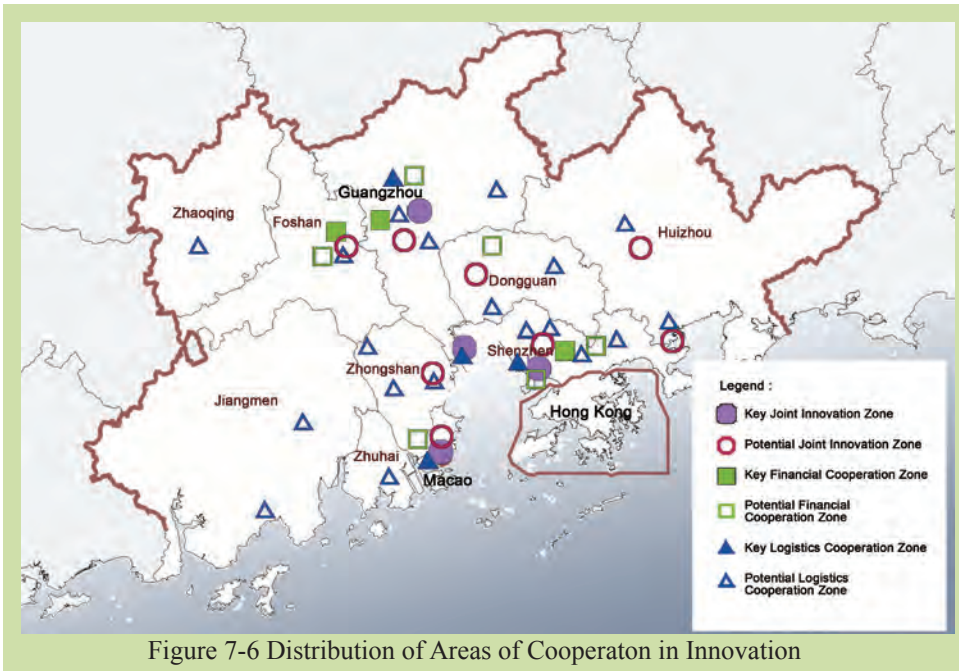 Guangzhou
Zhaoqing
Foshan
Huizhou
Dongguan
Shenzhen
Zhongshan
Jiangmen
Hong Kong
Zhuhai
Macao
Legend :
Key Joint Innovation Zone
Potential Joint Innovation Zone
Key Financial Cooperation Zone
Potential Financial
Cooperation Zone
Key Logistics Cooperation Zone
Potential Logistics
Cooperation Zone
Figure 7-6 Distribution of Areas of Cooperaton in Innovation